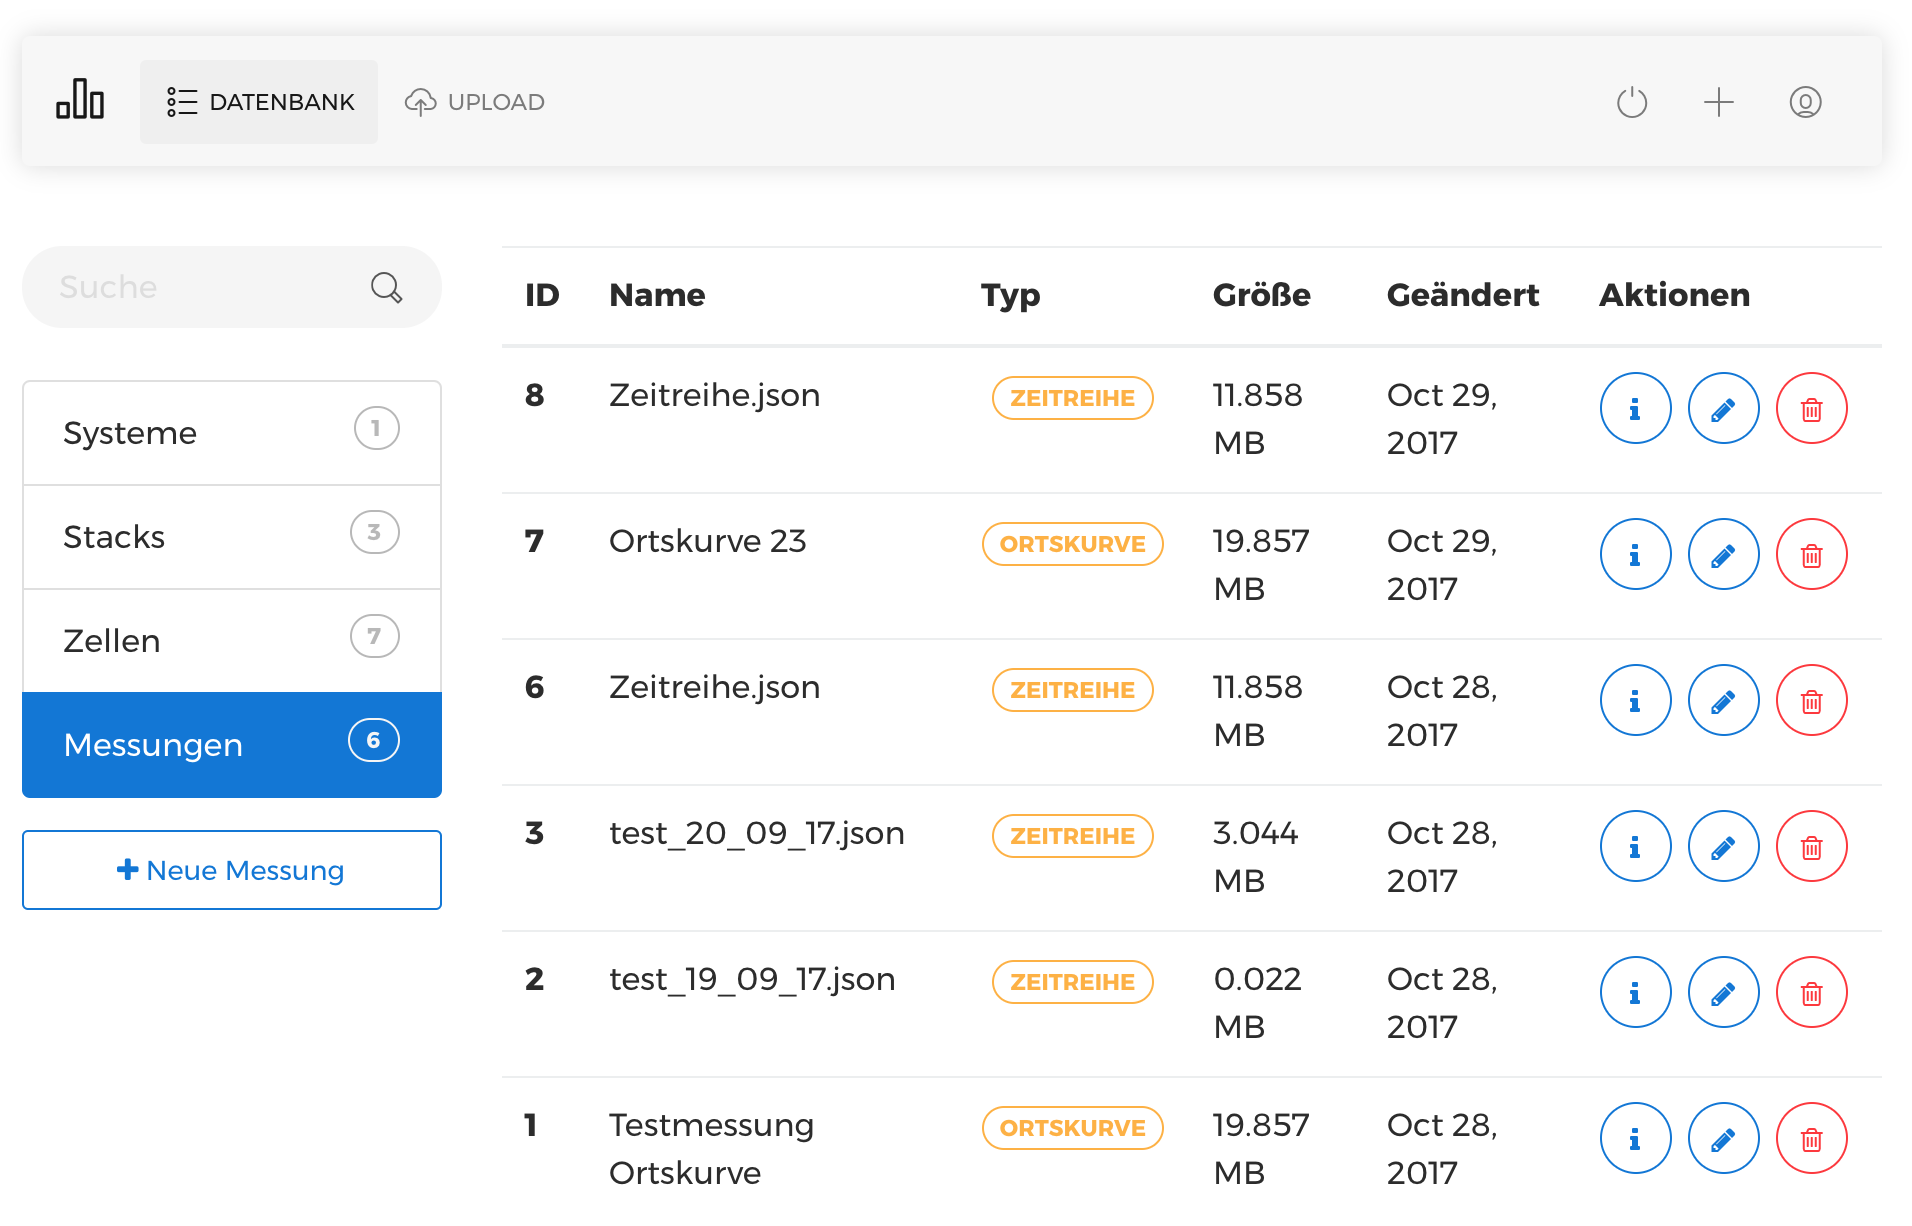 DATENBANK UPLOAD
Suche
Systeme 1
Stacks 3
Zellen 7
Messungen 6
Neue Messung
ID Name Typ Größe Geändert Aktionen
8 Zeitreihe.json ZEITREIHE 11.858 Oct 29,
MB 2017
7 Ortskurve 23 ORTSKURVE 19.857 Oct 29,
MB 2017
6 Zeitreihe.json ZEITREIHE 11.858 Oct 28,
MB 2017
3 test_20_09_17.json ZEITREIHE 3.044 Oct 28,
MB 2017
2 test_19_09_17.json ZEITREIHE 0.022 Oct 28,
MB 2017
1 Testmessung ORTSKURVE 19.857 Oct 28,
Ortskurve MB 2017